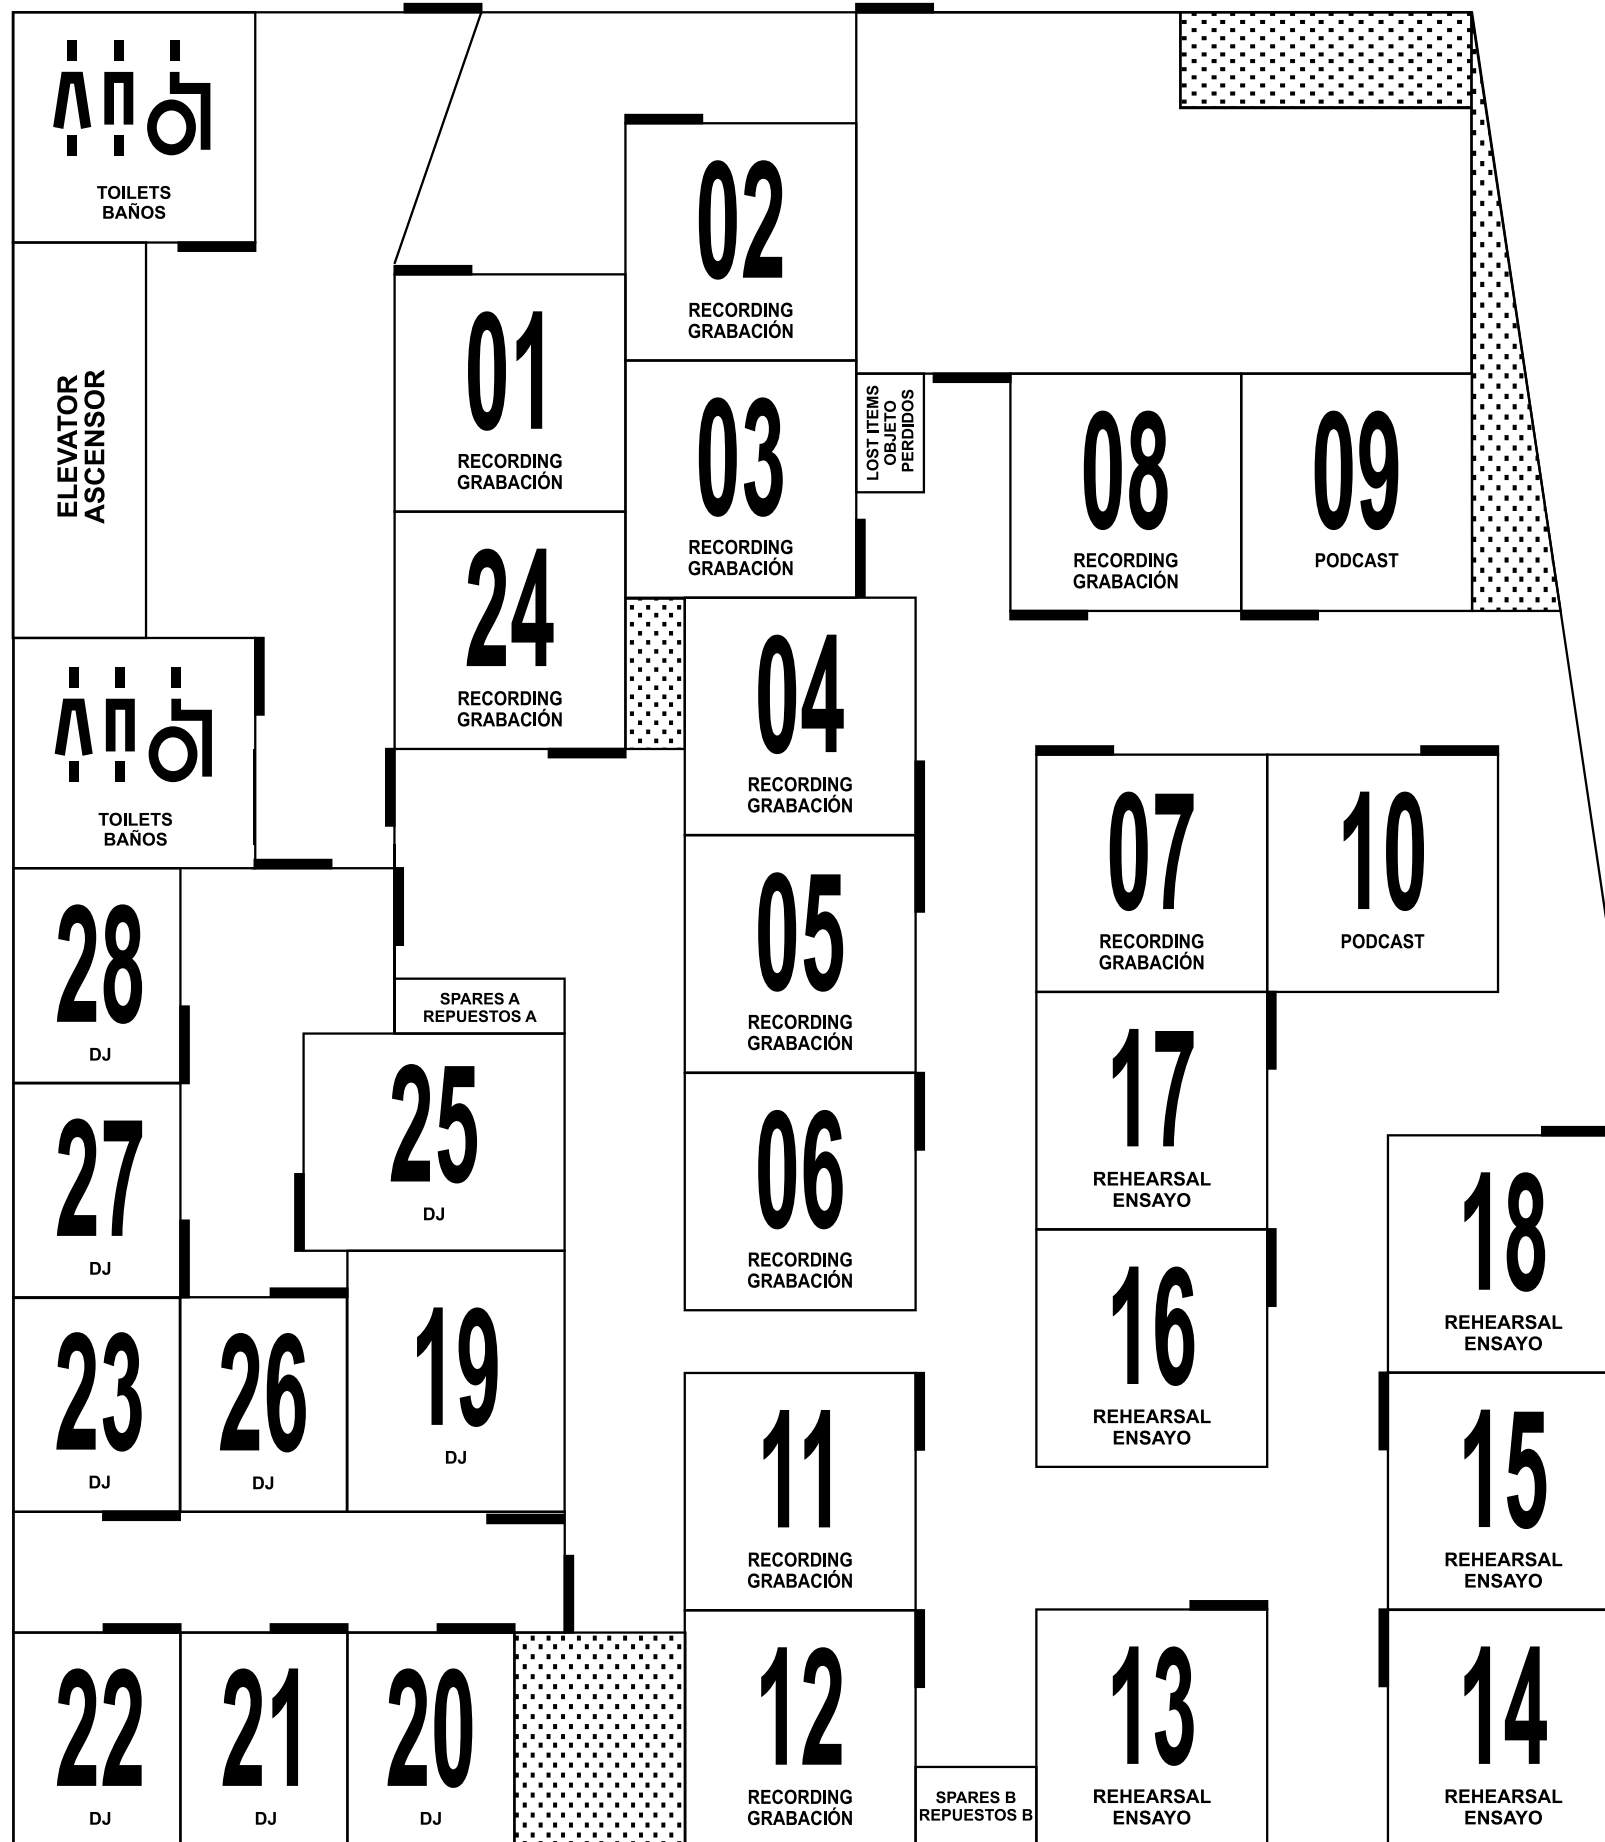 TOILETS
BAÑOS
02
RECORDING
GRABACIÓN
01
RECORDING
GRABACIÓN
ELEVATOR
ASCENSOR
03
RECORDING
GRABACIÓN
LOST ITEMS
OBJETO
PERDIDOS
08
RECORDING
GRABACIÓN
09
PODCAST
24
RECORDING
GRABACIÓN
04
RECORDING
GRABACIÓN
TOILETS
BAÑOS
07
RECORDING
GRABACIÓN
10
PODCAST
28
DJ
SPARES A
REPUESTOS A
05
RECORDING
GRABACIÓN
25
DJ
17
REHEARSAL
ENSAYO
27
DJ
06
RECORDING
GRABACIÓN
18
REHEARSAL
ENSAYO
16
REHEARSAL
ENSAYO
23
DJ
26
DJ
19
DJ
11
RECORDING
GRABACIÓN
15
REHEARSAL
ENSAYO
22
DJ
21
DJ
20
DJ
12
RECORDING
GRABACIÓN
SPARES B
REPUESTOS B
13
REHEARSAL
ENSAYO
14
REHEARSAL
ENSAYO